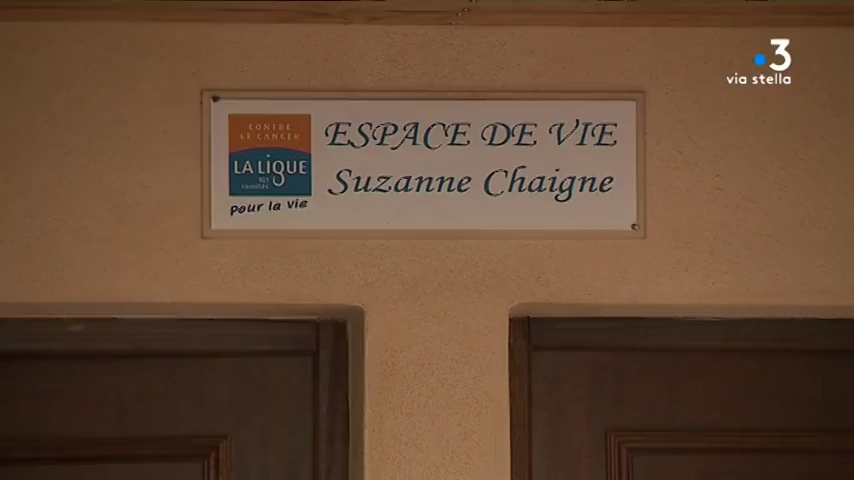 3
via stella
CONTRE
LE CANCER
LA LIGUE
pour la vie
ESPACE DE VIE
Suzanne Chaigne